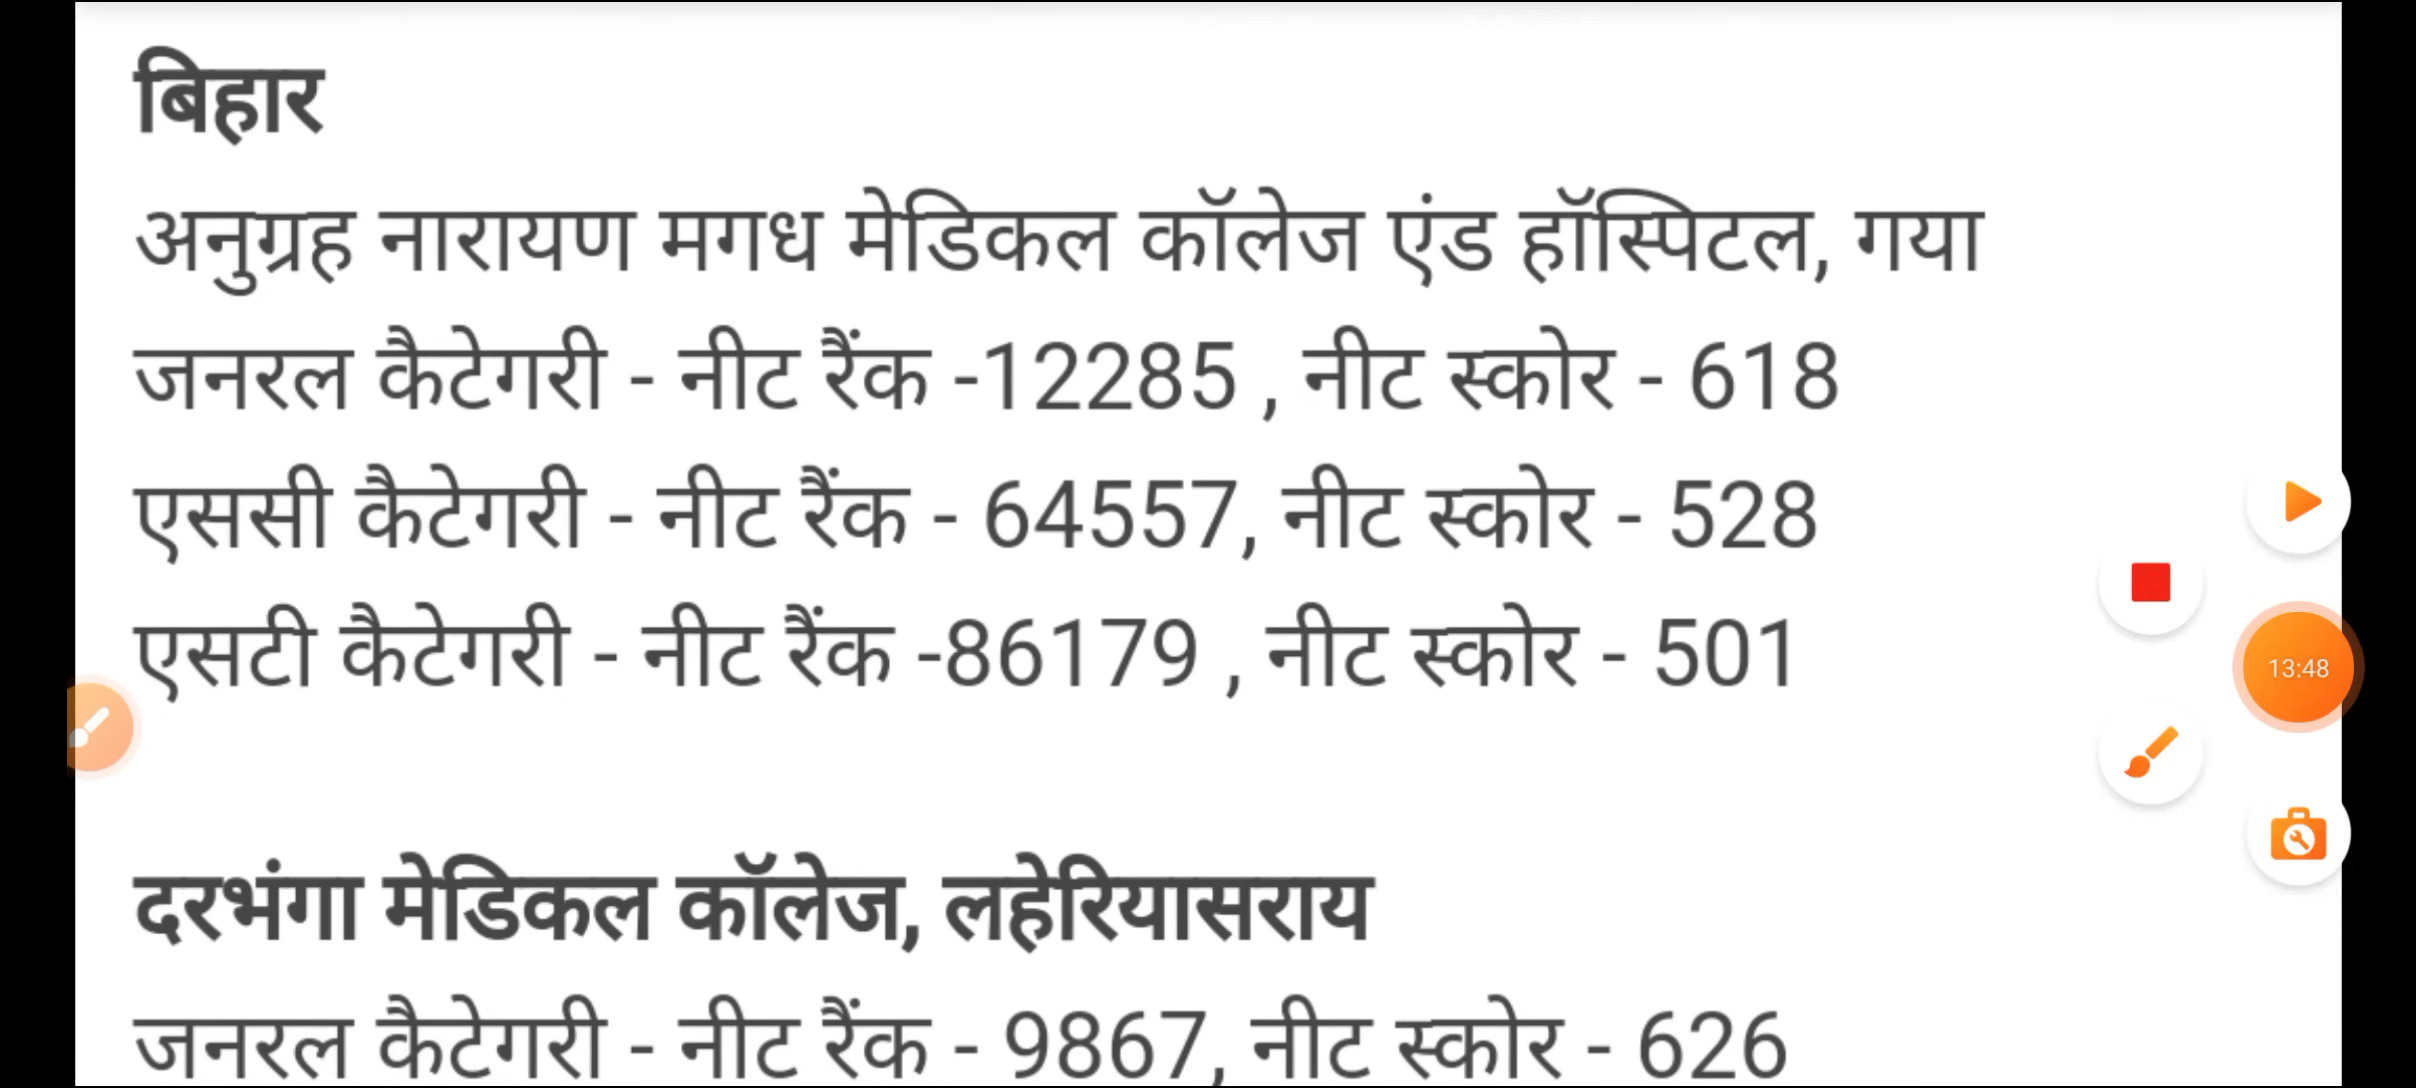 बिहार
अनुग्रह नारायण मगध मेडिकल कॉलेज एंड हॉस्पिटल, गया
जनरल कैटेगरी - नीट रैंक -12285 , नीट स्कोर - 618
एससी कैटेगरी - नीट रैंक - 64557, नीट स्कोर - 528
एसटी कैटेगरी - नीट रैंक -86179 , नीट स्कोर - 501
13:48
दरभंगा मेडिकल कॉलेज, लहेरियासराय
जनरल कैटेगरी - नीट रैंक - 9867, नीट स्कोर - 626